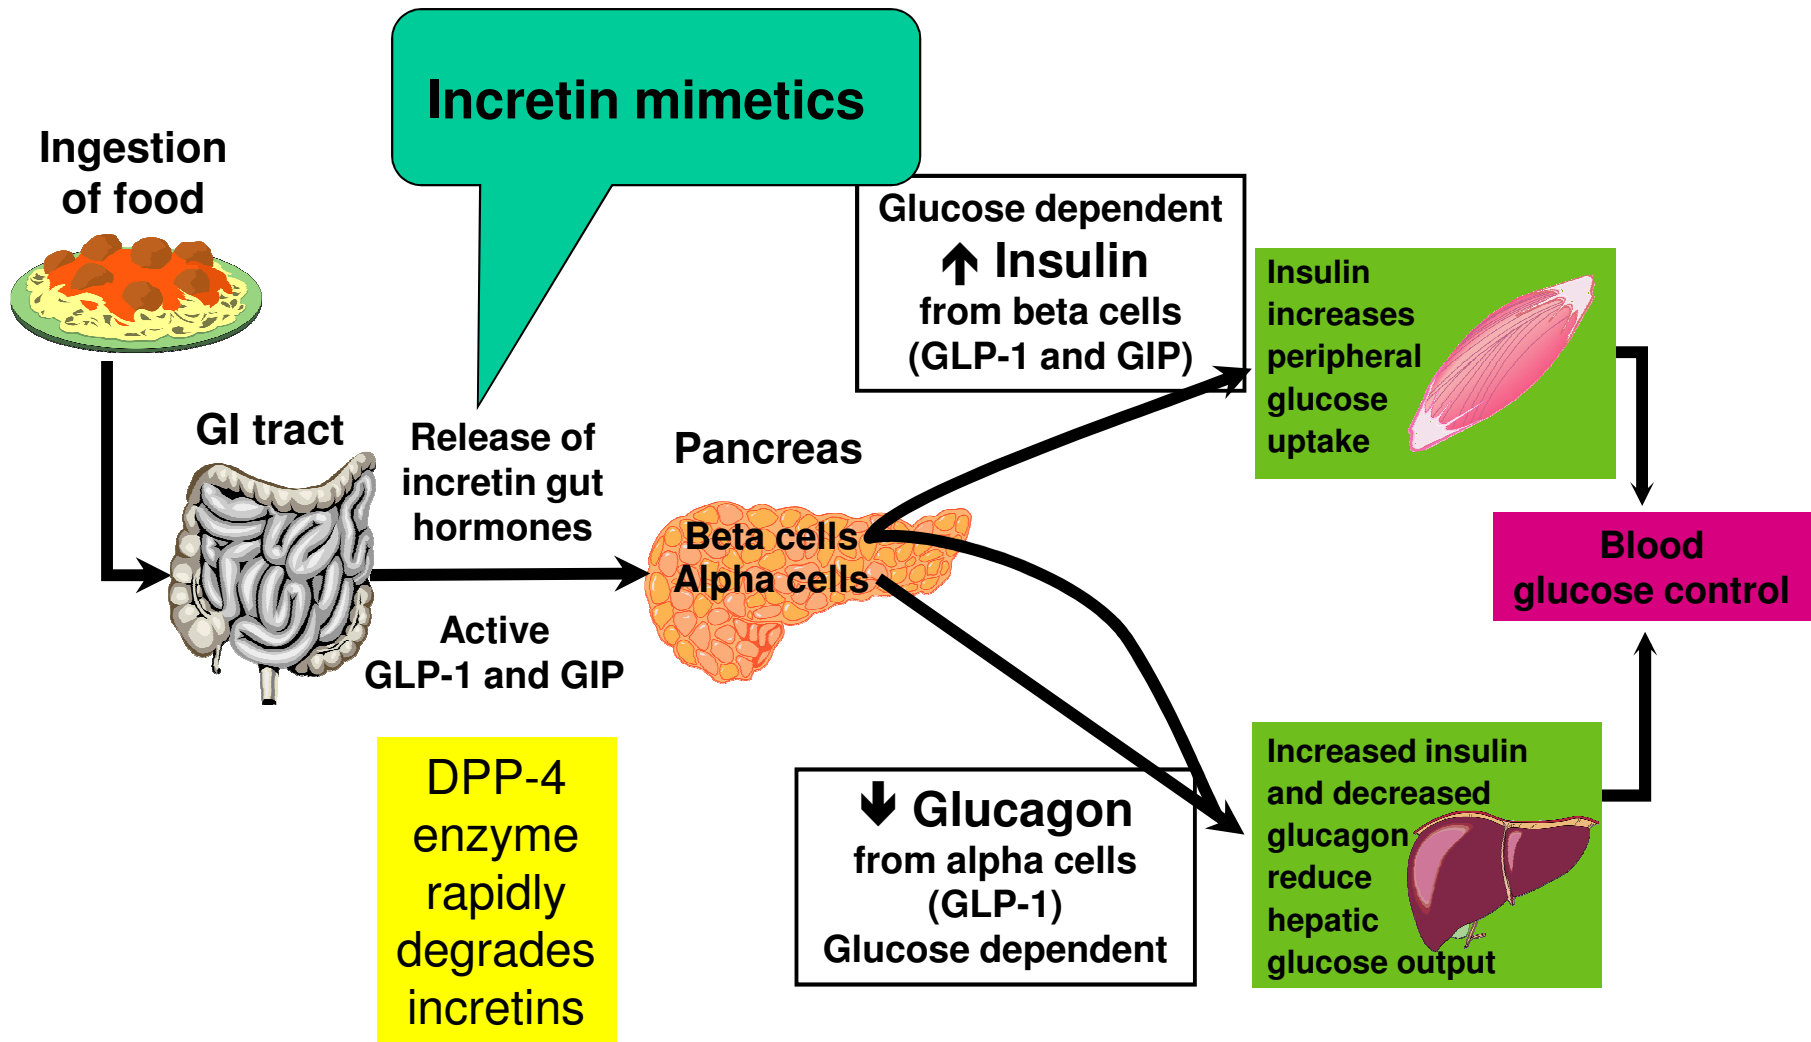 Incretin mimetics
Ingestion
of food
GI tract
Release of
incretin gut
hormones
Active
GLP-1 and GIP
DPP-4
enzyme
rapidly
degrades
incretins
Pancreas
Beta cells
Alpha cells
Glucose dependent
🡩 Insulin
from beta cells
(GLP-1 and GIP)
🡫 Glucagon
from alpha cells
(GLP-1)
Glucose dependent
Insulin
increases
peripheral
glucose
uptake
Increased insulin
and decreased
glucagon
reduce
hepatic
glucose output
Blood
glucose control